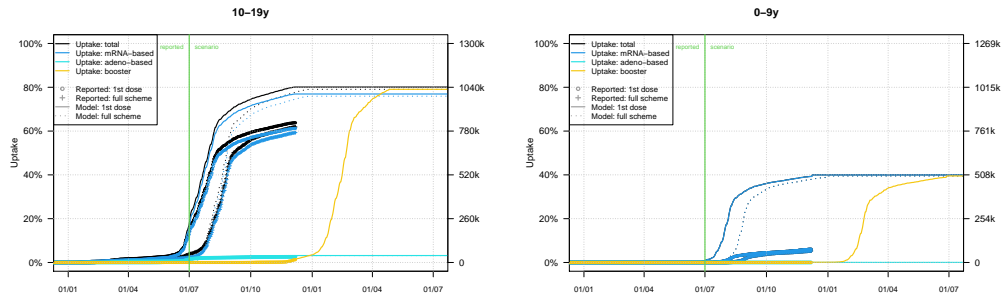 10–19y
100%
80%
60%
40%
20%
0%
Uptake
1300k
1040k
780k
520k
260k
0
reported
scenario
Uptake: total
Uptake: mRNA–based
Uptake: adeno–based
Uptake: booster
Reported: 1st dose
Reported: full scheme
Model: 1st dose
Model: full scheme
01/01 01/04 01/07 01/10 01/01 01/04 01/07
0–9y
100%
80%
60%
40%
20%
0%
Uptake
1269k
1015k
761k
508k
254k
0
reported
scenario
Uptake: total
Uptake: mRNA–based
Uptake: adeno–based
Uptake: booster
Reported: 1st dose
Reported: full scheme
Model: 1st dose
Model: full scheme
01/01 01/04 01/07 01/10 01/01 01/04 01/07